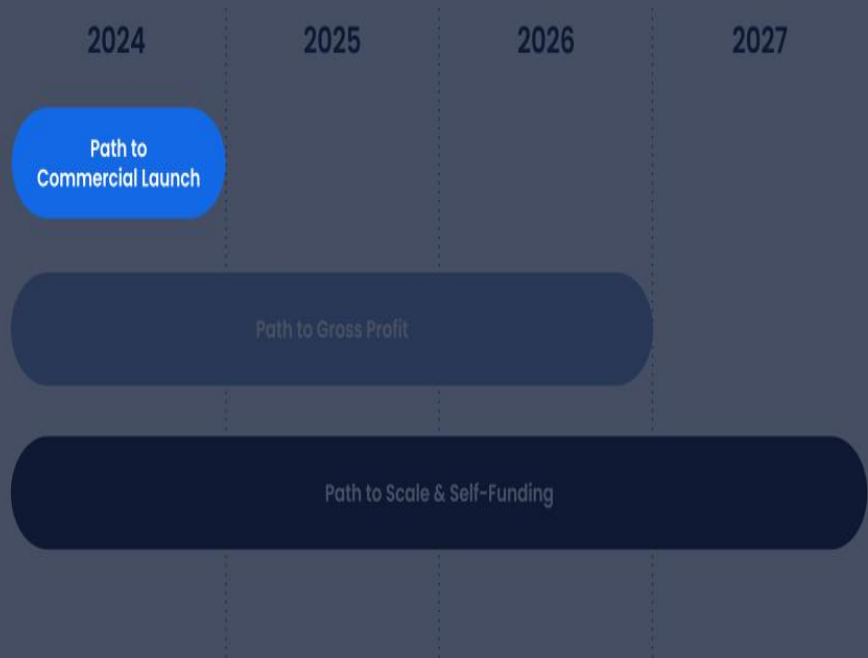 2024 2025 2026 2027
Path to
Commercial Launch
Path to Gross Profit
Path to Scale & Self-Funding